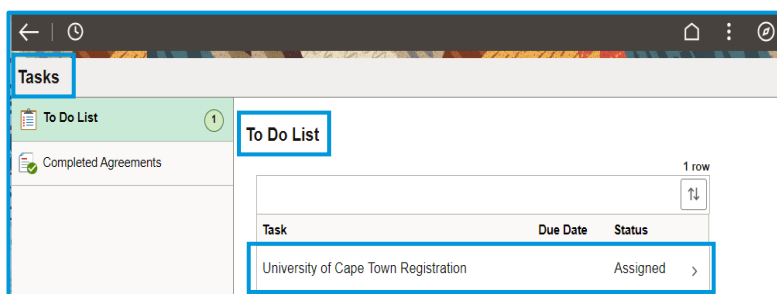 Tasks
To Do List
1
Completed Agreements
To Do List
1 row
Task Due Date Status
University of Cape Town Registration Assigned